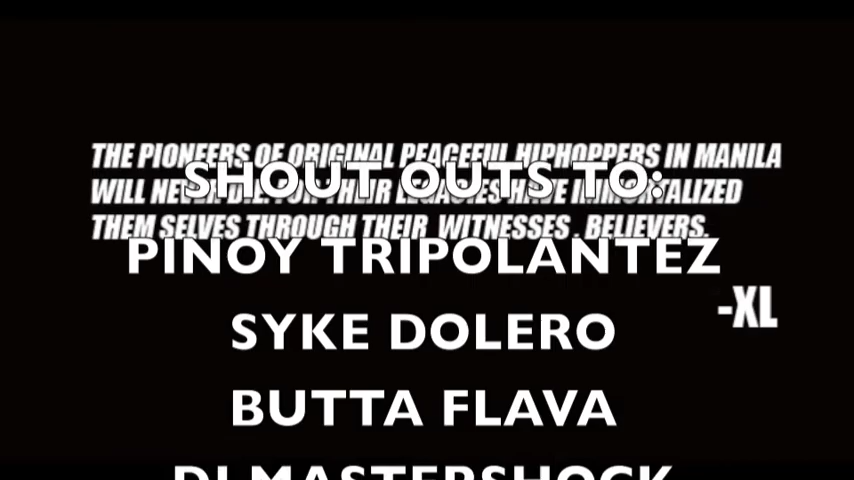 THE PIONEERS OF ORIGINAL PEACEFUL HIPHOPPERS IN MANILA
SHOUT OUTS TO:
WILL NEVER DIE. FOR THEIR LEGACIES HAVE IMMORTALIZED
THEM SELVES THROUGH THEIR WITNESSES , BELIEVERS.
PINOY TRIPOLANTEZ
-XL
SYKE DOLERO
BUTTA FLAVA
DJ MASTERSHOCK